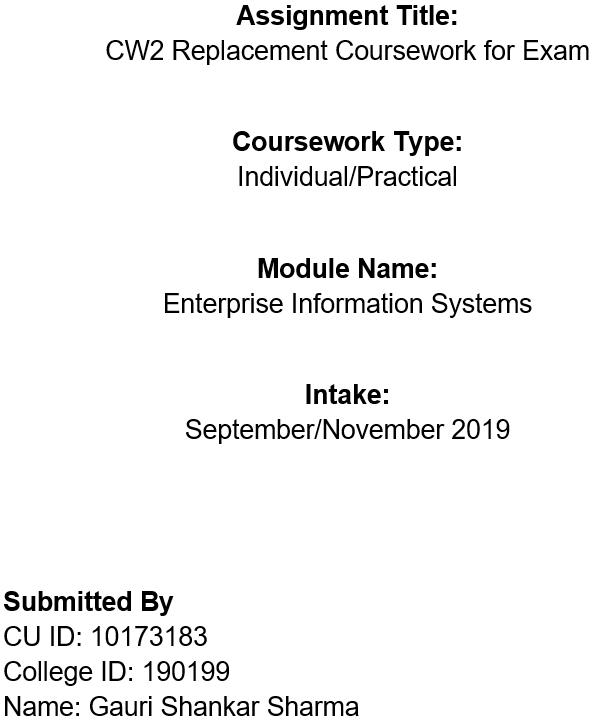 Assignment Title:
CW2 Replacement Coursework for Exam
Coursework Type:
Individual/Practical
Module Name:
Enterprise Information Systems
Intake:
September/November 2019
Submitted By
CU ID: 10173183
College ID: 190199
Name: Gauri Shankar Sharma